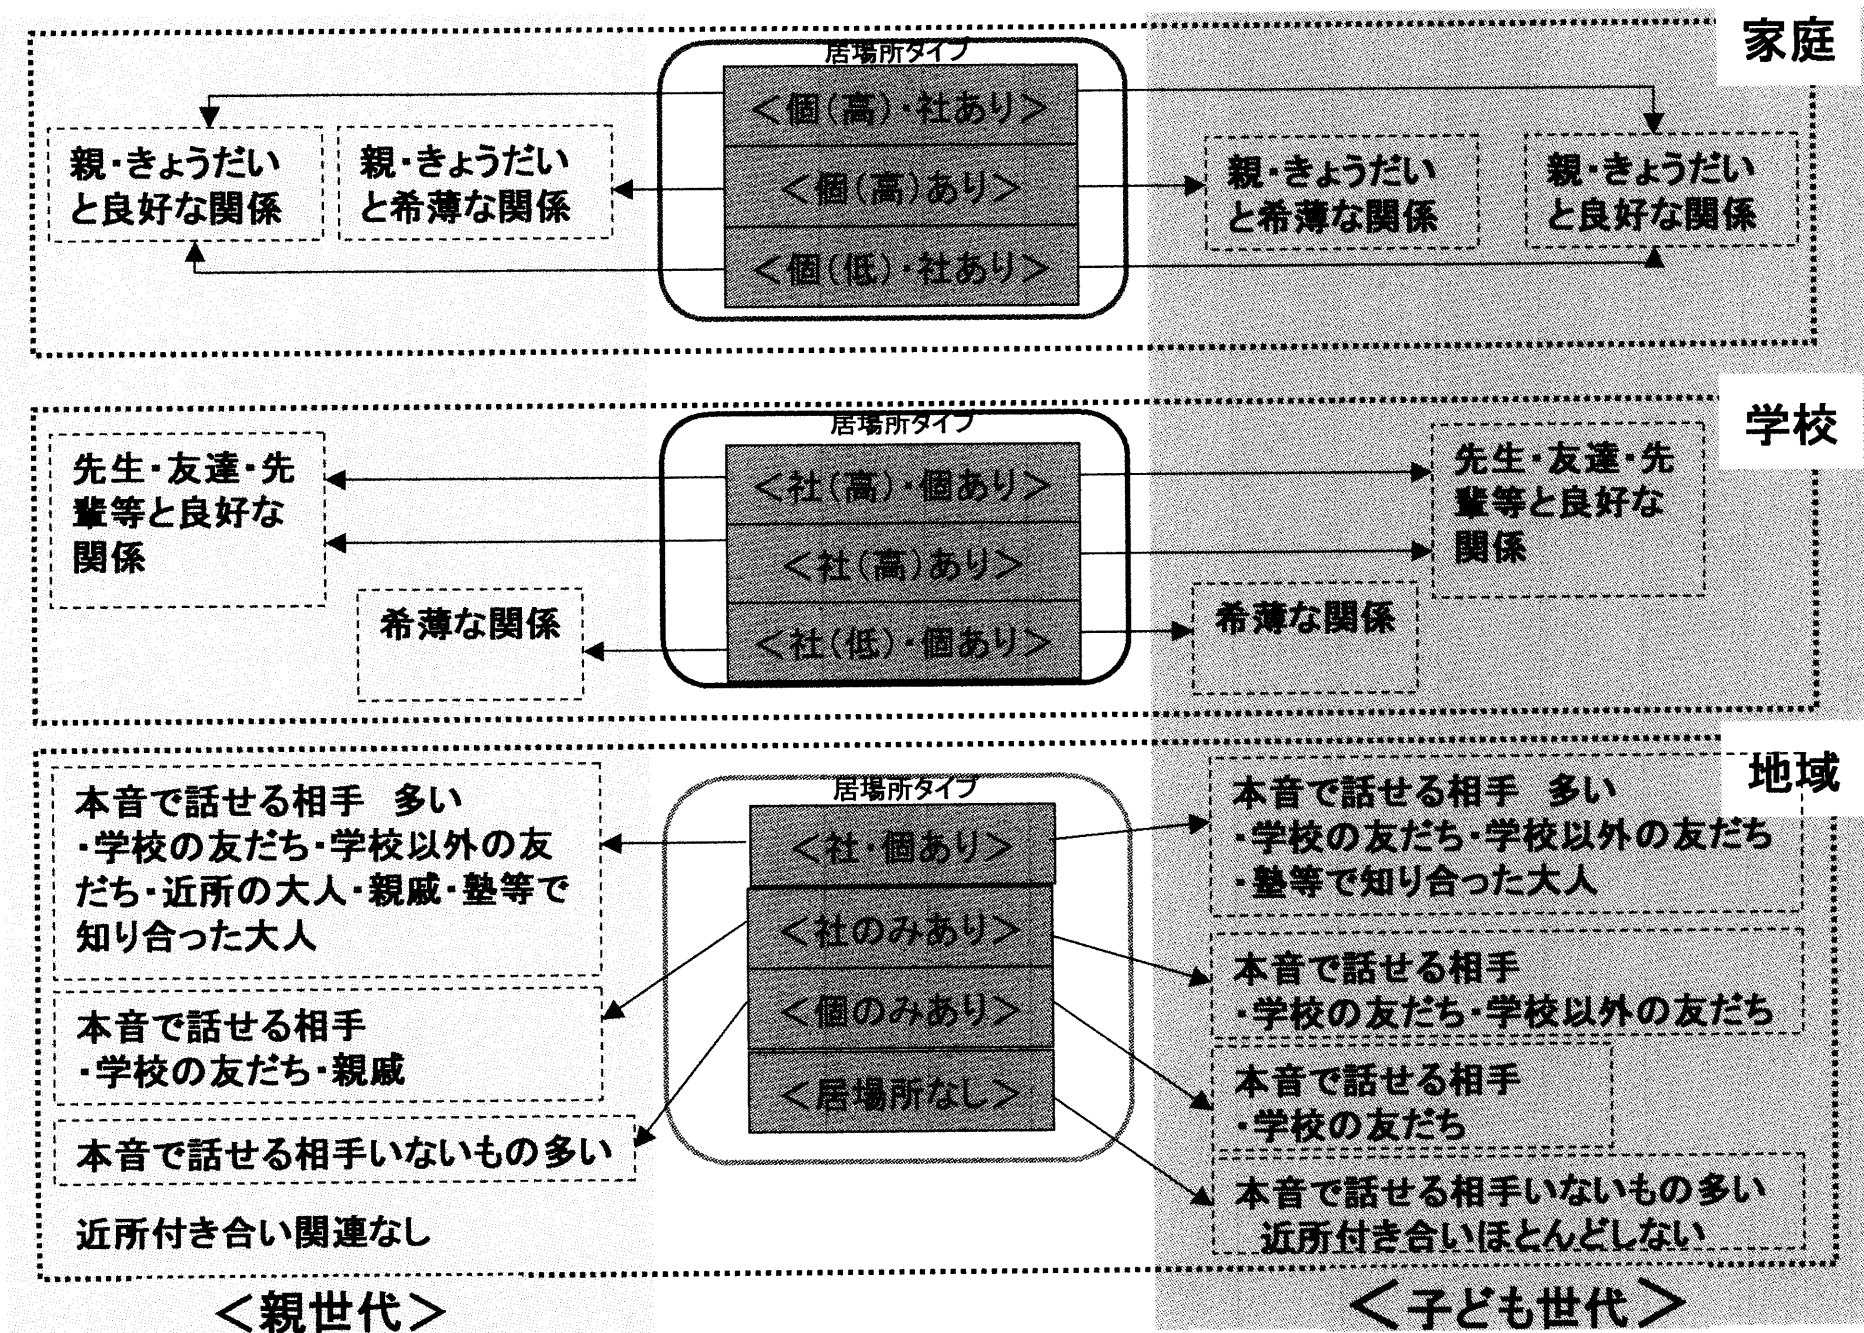 家庭
居場所タイプ
<個(高)・社あり>
<個(高)あり>
<個(低)・社あり>
親・きょうだい
と良好な関係
親・きょうだい
と希薄な関係
親・きょうだい
と希薄な関係
親・きょうだい
と良好な関係
学校
居場所タイプ
<社(高)・個あり>
<社(高)あり>
<社(低)・個あり>
先生・友達・先
輩等と良好な
関係
希薄な関係
希薄な関係
先生・友達・先
輩等と良好な
関係
地域
居場所タイプ
<社・個あり>
<社のみあり>
<個のみあり>
<居場所なし>
本音で話せる相手 多い
・学校の友だち・学校以外の友
だち・近所の大人・親戚・塾等で
知り合った大人
本音で話せる相手
・学校の友だち・親戚
本音で話せる相手いないもの多い
近所付き合い関連なし
本音で話せる相手 多い
・学校の友だち・学校以外の友だち
・塾等で知り合った大人
本音で話せる相手
・学校の友だち・学校以外の友だち
本音で話せる相手
・学校の友だち
本音で話せる相手いないもの多い
近所付き合いほとんどしない
<親世代>
<子ども世代>